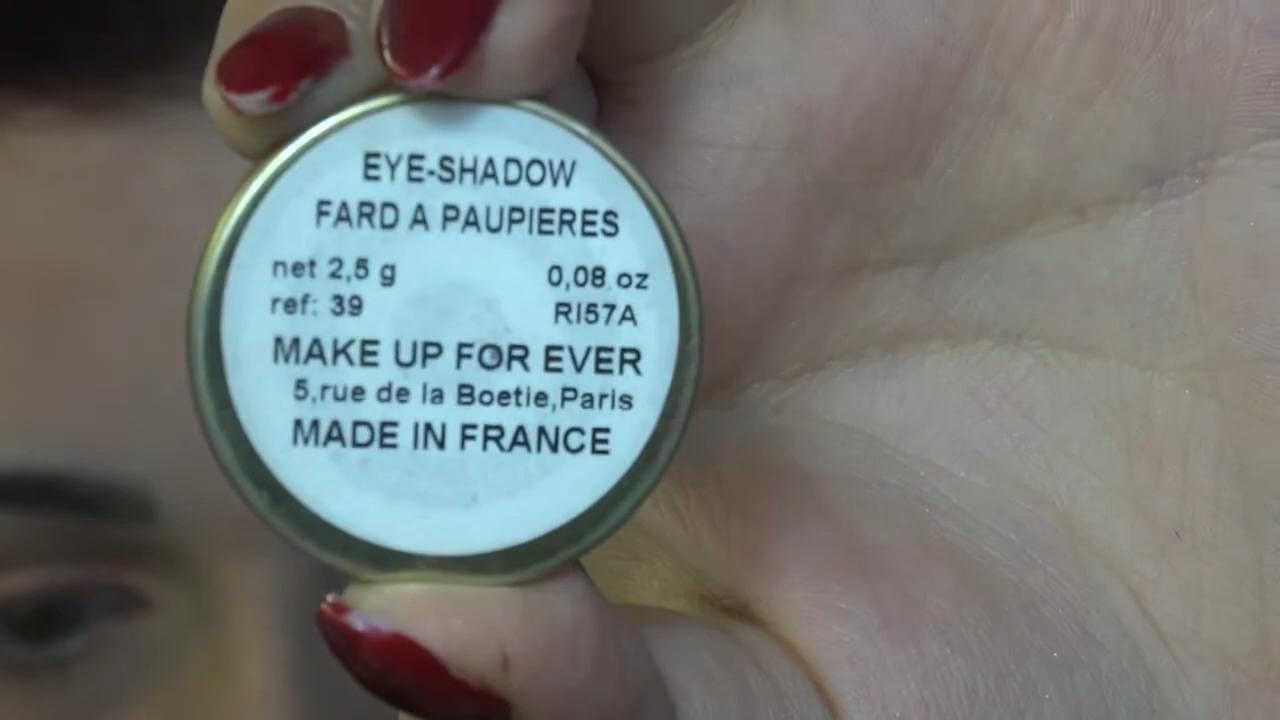 EYE-SHADOW
FARD A PAUPIERES
net 2,5 g 0,08 oz
ref: 39 RI57A
MAKE UP FOR EVER
5,rue de la Boetie,Paris
MADE IN FRANCE